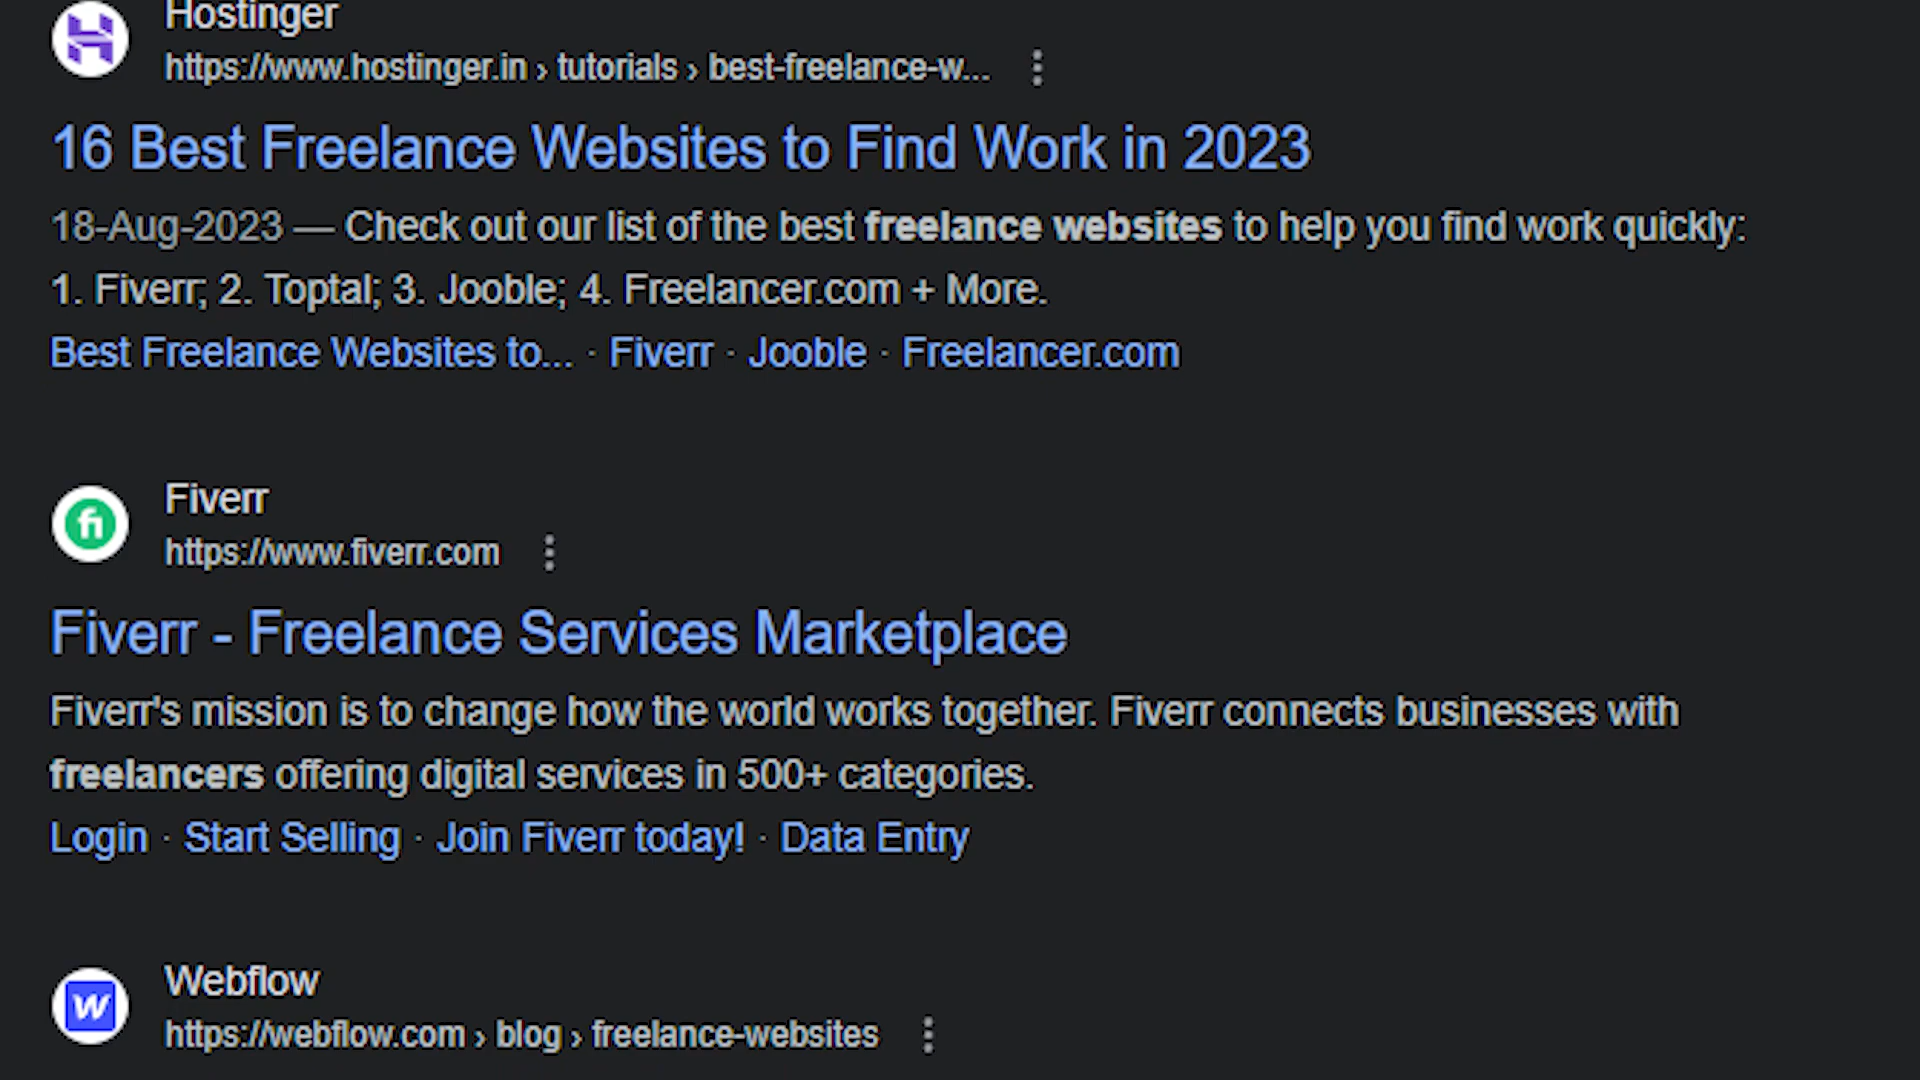 Hostinger
https://www.hostinger.in › tutorials › best-freelance-w...
16 Best Freelance Websites to Find Work in 2023
18-Aug-2023 — Check out our list of the best freelance websites to help you find work quickly:
1. Fiverr; 2. Toptal; 3. Jooble; 4. Freelancer.com + More.
Best Freelance Websites to... · Fiverr · Jooble · Freelancer.com
fi
Fiverr
https://www.fiverr.com
Fiverr - Freelance Services Marketplace
Fiverr's mission is to change how the world works together. Fiverr connects businesses with
freelancers offering digital services in 500+ categories.
Login · Start Selling · Join Fiverr today! · Data Entry
W
Webflow
https://webflow.com › blog › freelance-websites